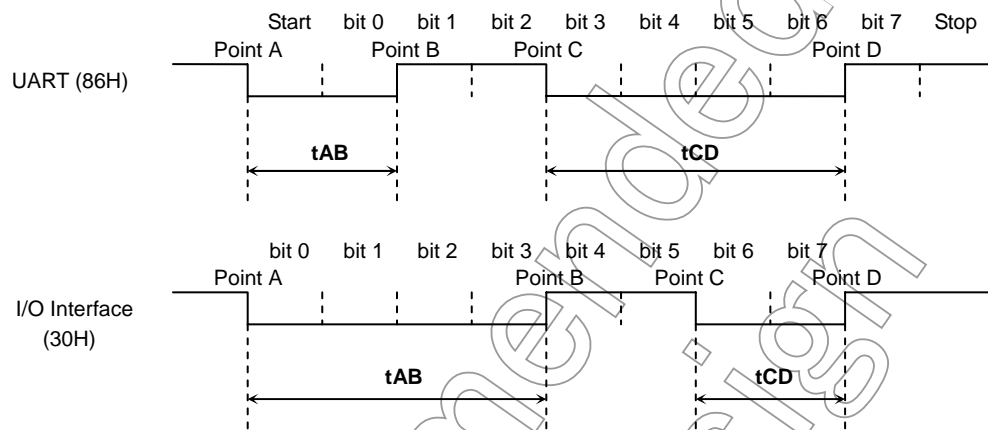 Start bit 0 bit 1 bit 2 bit 3 bit 4 bit 5 bit 6 bit 7 Stop
Point A Point B Point C Point D
UART (86H)
tAB tCD
bit 0 bit 1 bit 2 bit 3 bit 4 bit 5 bit 6 bit 7
Point A Point B Point C Point D
I/O Interface
(30H)
tAB tCD